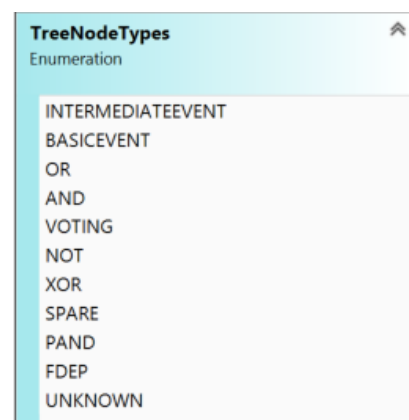 TreeNodeTypes
Enumeration
INTERMEDIATEEVENT
BASICEVENT
OR
AND
VOTING
NOT
XOR
SPARE
PAND
FDEP
UNKNOWN